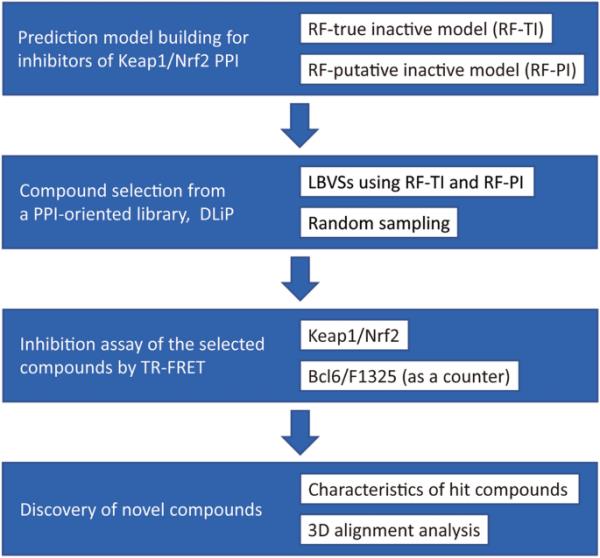 Prediction model building for
inhibitors of Keap1/Nrf2 PPI
RF-true inactive model (RF-TI)
RF-putative inactive model (RF-PI)
Compound selection from
a PPI-oriented library, DLiP
LBVSs using RF-TI and RF-PI
Random sampling
Inhibition assay of the selected
compounds by TR-FRET
Keap1/Nrf2
Bcl6/F1325 (as a counter)
Discovery of novel compounds
Characteristics of hit compounds
3D alignment analysis